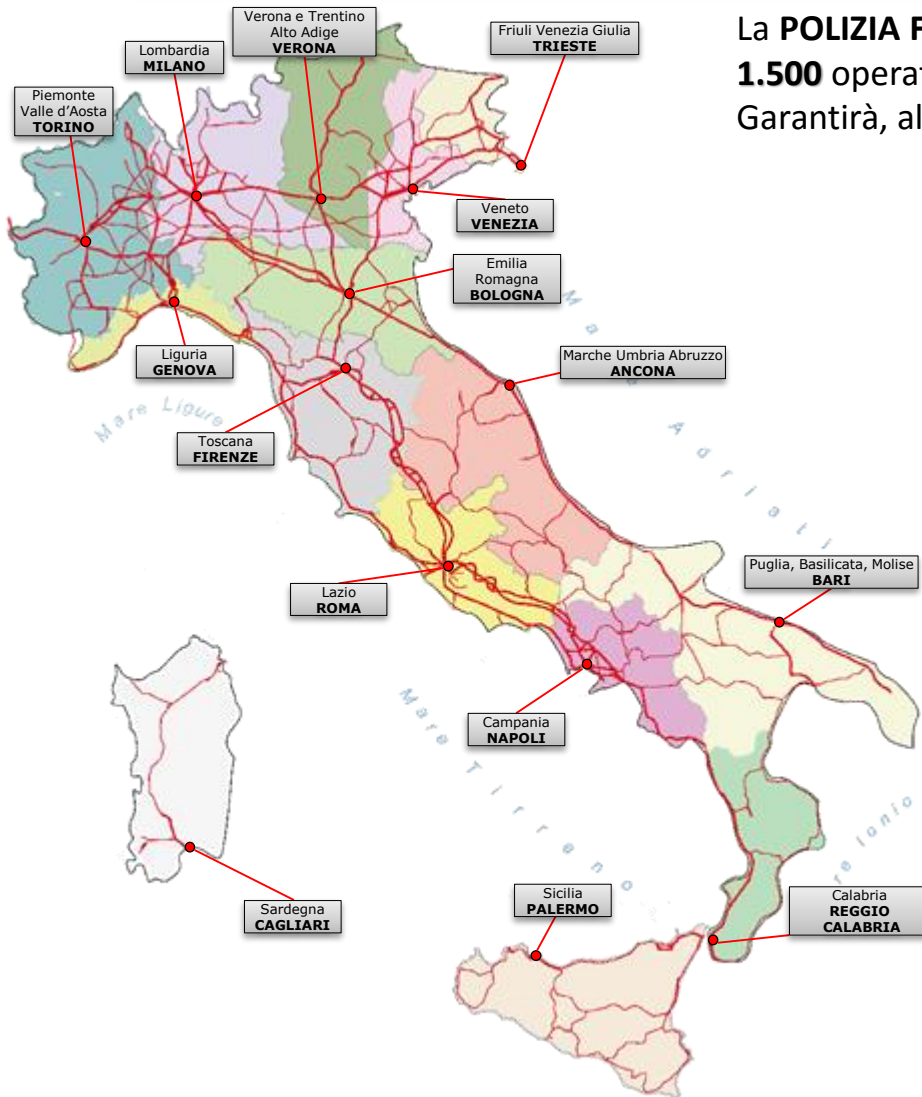 La POLIZIA F
1.500 operat
Garantirà, al
Verona e Trentino
Alto Adige
VERONA
Friuli Venezia Giulia
TRIESTE
Lombardia
MILANO
Piemonte
Valle d'Aosta
TORINO
Veneto
VENEZIA
Emilia
Romagna
BOLOGNA
Liguria
GENOVA
Marche Umbria Abruzzo
ANCONA
Mare Ligure
Toscana
FIRENZE
Mare Adriati
Puglia, Basilicata, Molise
BARI
Lazio
ROMA
Campania
NAPOLI
Mare Tirreno
re Ionio
Sardegna
CAGLIARI
Sicilia
PALERMO
Calabria
REGGIO
CALABRIA